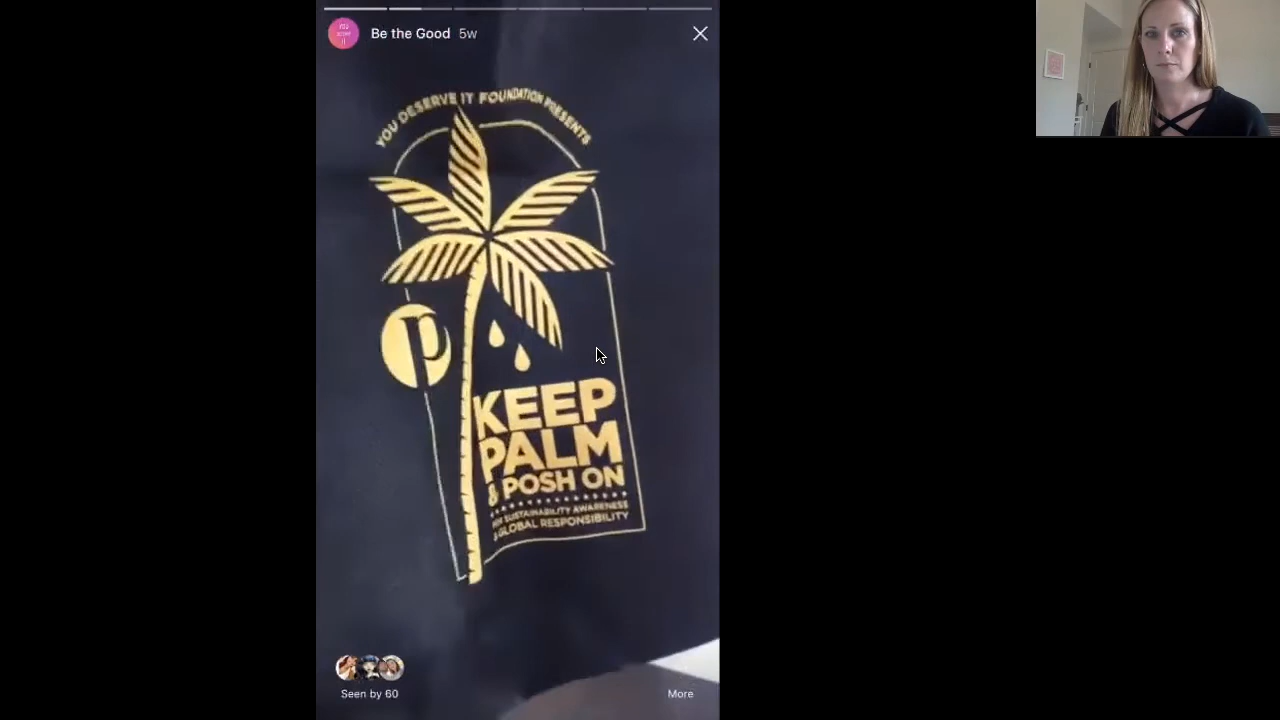 Be the Good 5w
YOU DESERVE IT FOUNDATION PRESENTS
p
KEEP
PALM
& POSH ON
FOR SUSTAINABILITY AWARENESS
& GLOBAL RESPONSIBILITY
Seen by 60
More